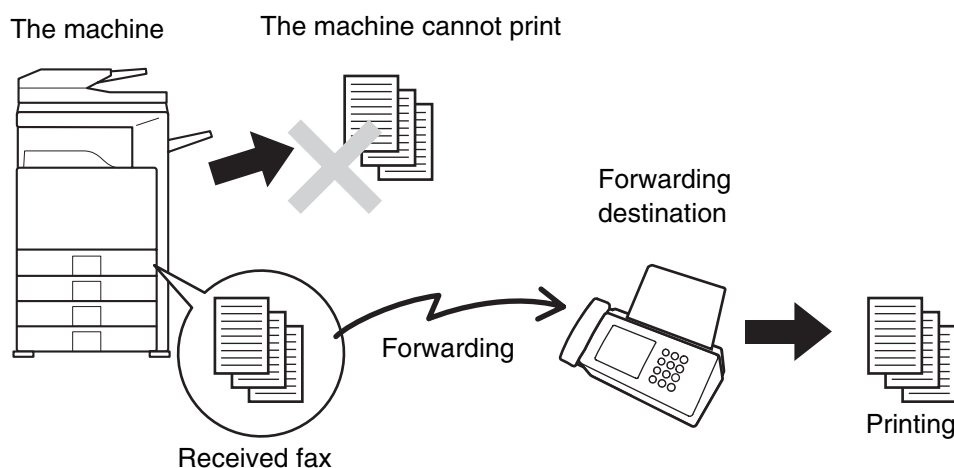 The machine
The machine cannot print
Forwarding
destination
Forwarding
Printing
Received fax